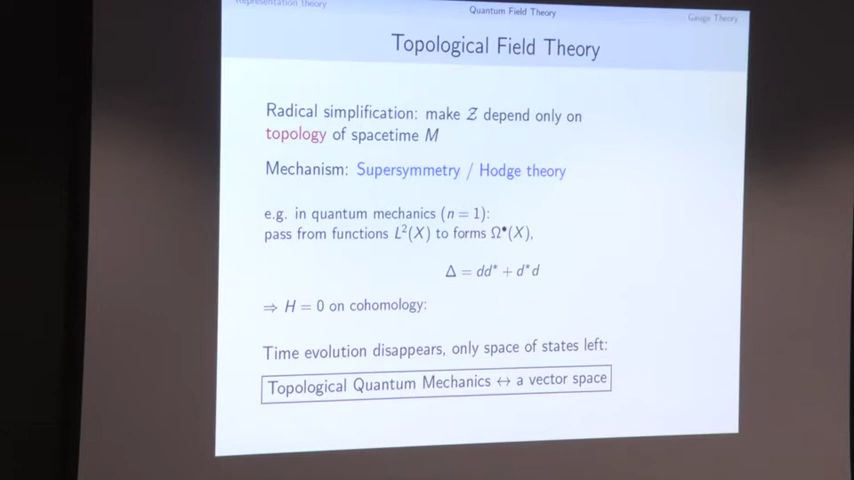 Representation theory
Quantum Field Theory
Gauge Theory
Topological Field Theory
Radical simplification: make 𝒵 depend only on
topology of spacetime M
Mechanism: Supersymmetry / Hodge theory
e.g. in quantum mechanics (n = 1):
pass from functions L²(X) to forms Ω•(X),
Δ = dd* + d*d
⇒ H = 0 on cohomology:
Time evolution disappears, only space of states left:
Topological Quantum Mechanics ↔ a vector space